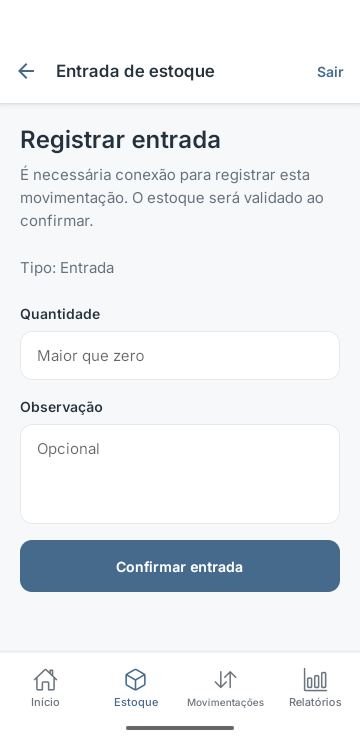 Entrada de estoque
Sair
Registrar entrada
É necessária conexão para registrar esta
movimentação. O estoque será validado ao
confirmar.
Tipo: Entrada
Quantidade
Maior que zero
Observação
Opcional
Confirmar entrada
Início
Estoque
Movimentações
Relatórios